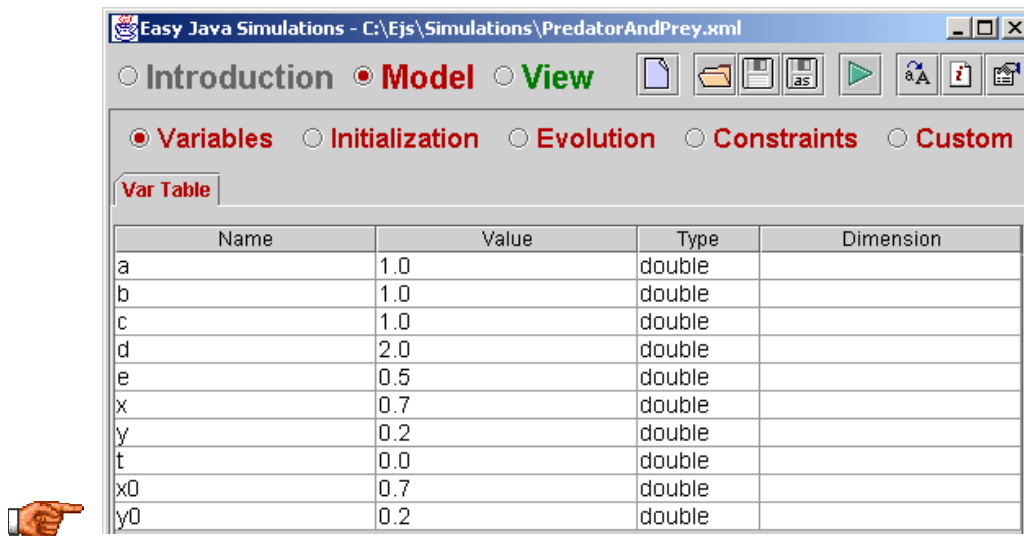 Easy Java Simulations - C:\Ejs\Simulations\PredatorAndPrey.xml
Introduction Model View as aA i
Variables Initialization Evolution Constraints Custom
Var Table
Name Value Type Dimension
a 1.0 double
b 1.0 double
c 1.0 double
d 2.0 double
e 0.5 double
x 0.7 double
y 0.2 double
t 0.0 double
x0 0.7 double
y0 0.2 double